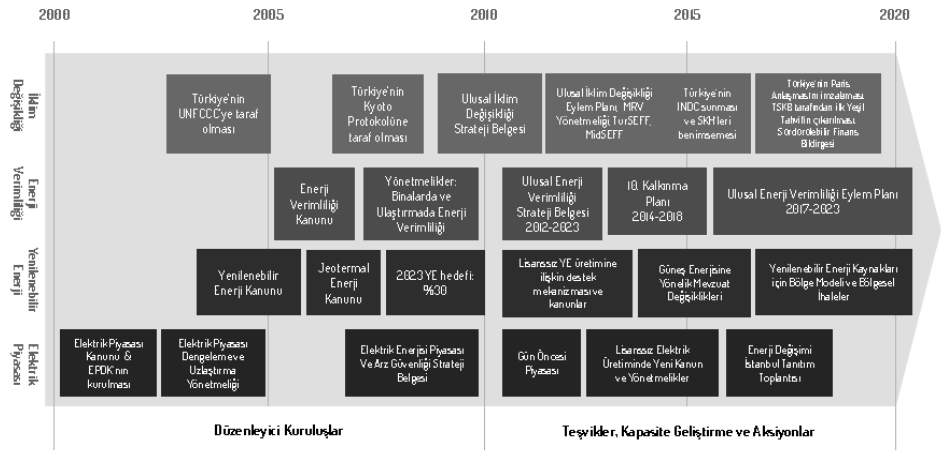 2000
2005
2010
2015
2020
İklim
Değişikliği
Türkiye'nin
UNFCCC'ye taraf
olması
Türkiye'nin
Kyoto
Protokolüne
taraf olması
Ulusal İklim
Değişikliği
Strateji Belgesi
Ulusal İklim Değişikliği
Eylem Planı, MRV
Yönetmeliği, TurSEFF,
MidSEFF
Türkiye'nin
INDC sunması
ve SKH'leri
benimsemesi
Türkiye'nin Paris
Anlaşmasını imzalaması,
TSKB tarafından ilk Yeşil
Tahvilin çıkarılması,
Sürdürülebilir Finans
Bildirgesi
Enerji
Verimliliği
Enerji
Verimliliği
Kanunu
Yönetmelikler:
Binalarda ve
Ulaştırmada Enerji
Verimliliği
Ulusal Enerji
Verimliliği
Strateji Belgesi
2012-2023
10. Kalkınma
Planı
2014-2018
Ulusal Enerji Verimliliği Eylem Planı
2017-2023
Yenilenebilir
Enerji
Yenilenebilir
Enerji Kanunu
Jeotermal
Enerji
Kanunu
2023 YE hedefi:
%30
Lisanssız YE üretimine
ilişkin destek
mekanizması ve
kanunlar
Güneş Enerjisine
Yönelik Mevzuat
Değişiklikleri
Yenilenebilir Enerji Kaynakları
için Bölge Modeli ve Bölgesel
İhaleler
Elektrik
Piyasası
Elektrik Piyasası
Kanunu &
EPDK'nın
kurulması
Elektrik Piyasası
Dengeleme ve
Uzlaştırma
Yönetmeliği
Elektrik Enerjisi Piyasası
Ve Arz Güvenliği Strateji
Belgesi
Gün Öncesi
Piyasası
Lisanssız Elektrik
Üretiminde Yeni Kanun
ve Yönetmelikler
Enerji Değişimi
İstanbul Tanıtım
Toplantısı
Düzenleyici Kuruluşlar
Teşvikler, Kapasite Geliştirme ve Aksiyonlar